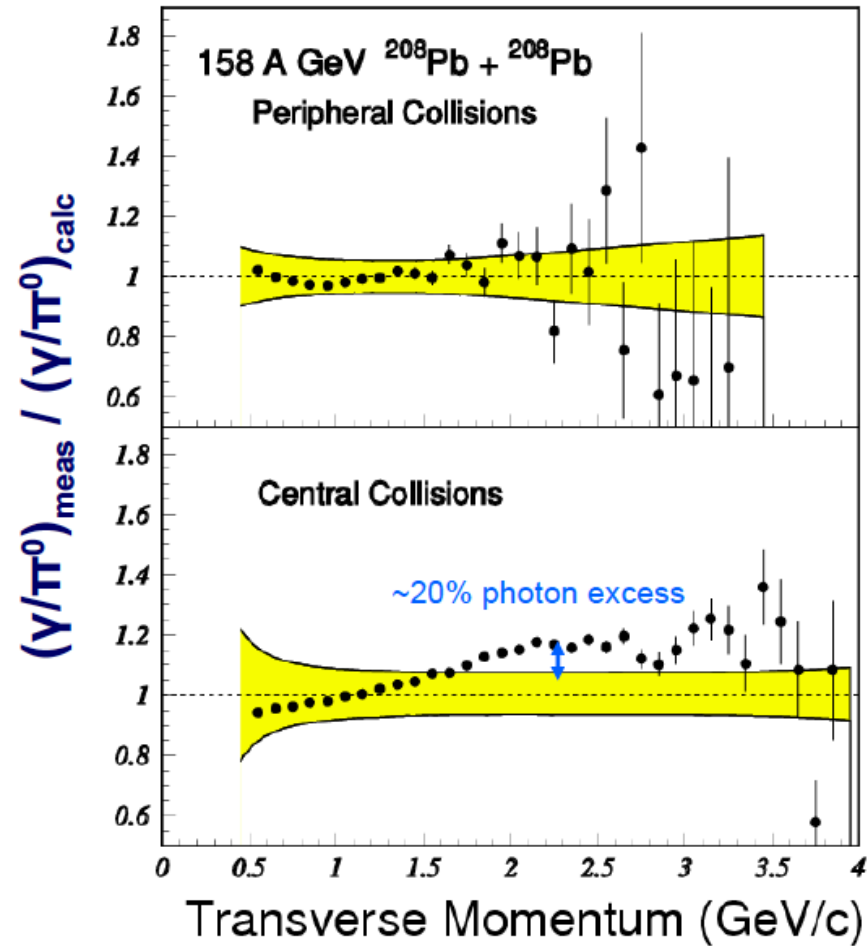 (γ/π⁰)meas / (γ/π⁰)calc
1.8
158 A GeV ²⁰⁸Pb + ²⁰⁸Pb
1.6
Peripheral Collisions
1.4
1.2
1
0.8
0.6
1.8
Central Collisions
1.6
1.4
~20% photon excess
1.2
1
0.8
0.6
0 0.5 1 1.5 2 2.5 3 3.5 4
Transverse Momentum (GeV/c)